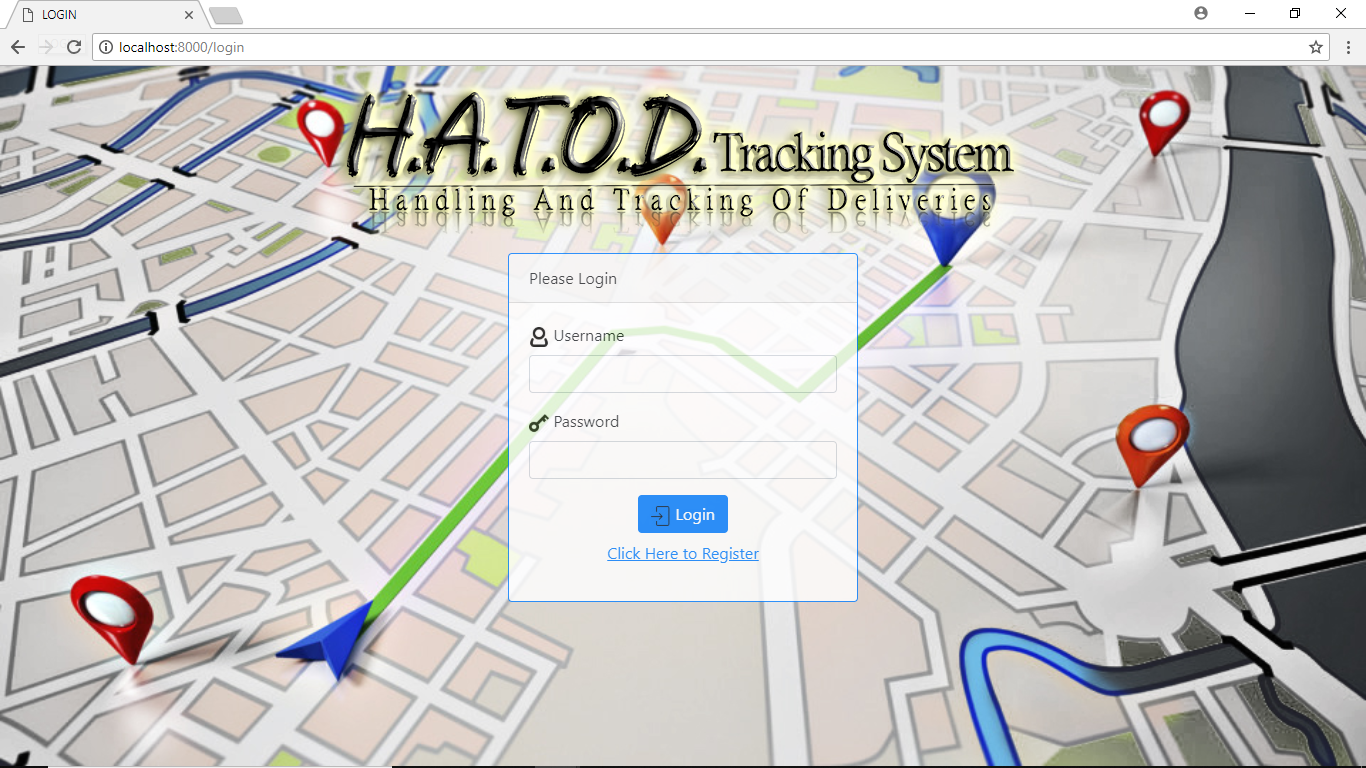 LOGIN
localhost:8000/login
H.A.T.O.D. Tracking System
Handling And Tracking Of Deliveries
Please Login
Username
Password
Login
Click Here to Register